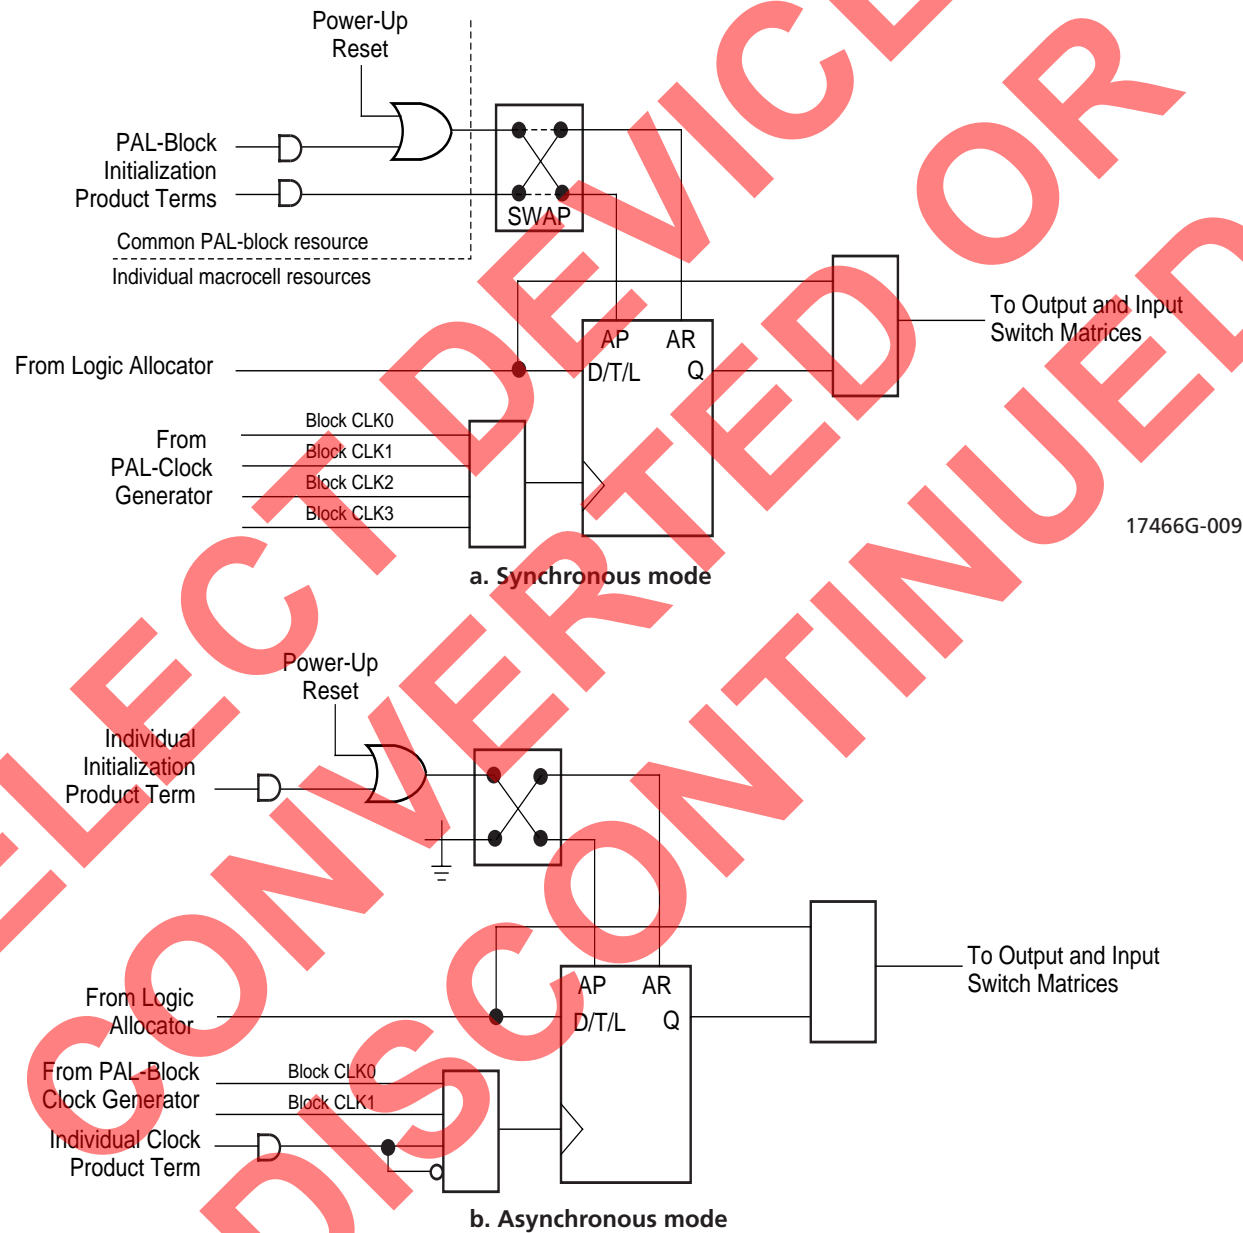 Power-Up
Reset
PAL-Block
Initialization
Product Terms
SWAP
Common PAL-block resource
Individual macrocell resources
To Output and Input
Switch Matrices
AP AR
From Logic Allocator
D/T/L Q
Block CLK0
From
PAL-Clock
Generator
Block CLK1
Block CLK2
Block CLK3
17466G-009
a. Synchronous mode
Power-Up
Reset
Individual
Initialization
Product Term
To Output and Input
Switch Matrices
AP AR
From Logic
Allocator
D/T/L Q
From PAL-Block
Clock Generator
Block CLK0
Block CLK1
Individual Clock
Product Term
b. Asynchronous mode
ELECT DEVICE
CONVERTED OR
DISCONTINUED